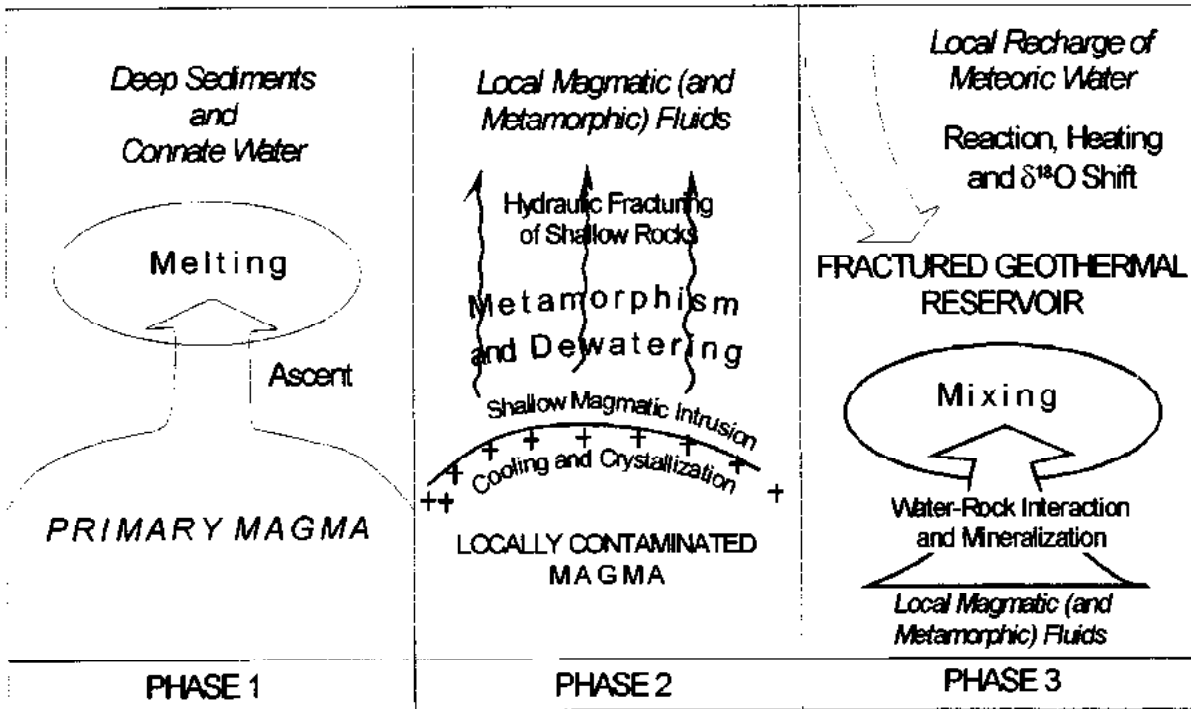 Deep Sediments
and
Connate Water
Melting
Ascent
PRIMARY MAGMA
PHASE 1
Local Magmatic (and
Metamorphic) Fluids
Hydraulic Fracturing
of Shallow Rocks
Metamorphism
and Dewatering
Shallow Magmatic Intrusion
Cooling and Crystallization
LOCALLY CONTAMINATED
MAGMA
PHASE 2
Local Recharge of
Meteoric Water
Reaction, Heating
and δ¹⁸O Shift
FRACTURED GEOTHERMAL
RESERVOIR
Mixing
Water-Rock Interaction
and Mineralization
Local Magmatic (and
Metamorphic) Fluids
PHASE 3